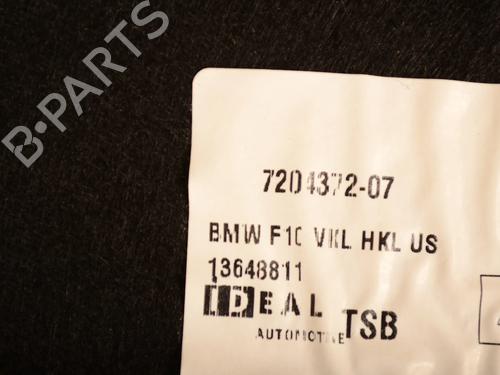 B·PARTS
7204372-07
BMW F10 VKL HKL US
13648811
IDEAL
AUTOMOTIVE TSB